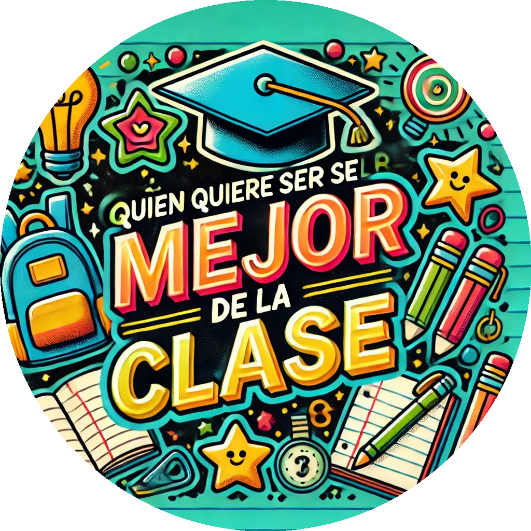 QUIEN QUIERE SER SE
MEJOR
DE LA
CLASE